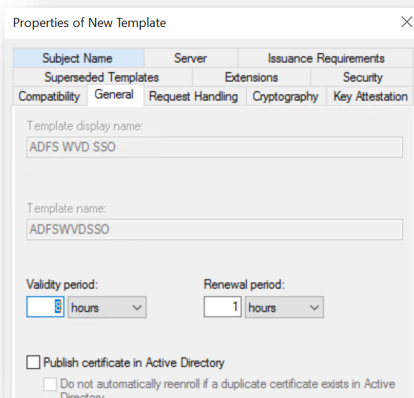 Properties of New Template
Subject Name Server Issuance Requirements
Superseded Templates Extensions Security
Compatibility General Request Handling Cryptography Key Attestation
Template display name:
ADFS WVD SSO
Template name:
ADFSWVDSSO
Validity period: Renewal period:
8 hours 1 hours
Publish certificate in Active Directory
Do not automatically reenroll if a duplicate certificate exists in Active
Directory